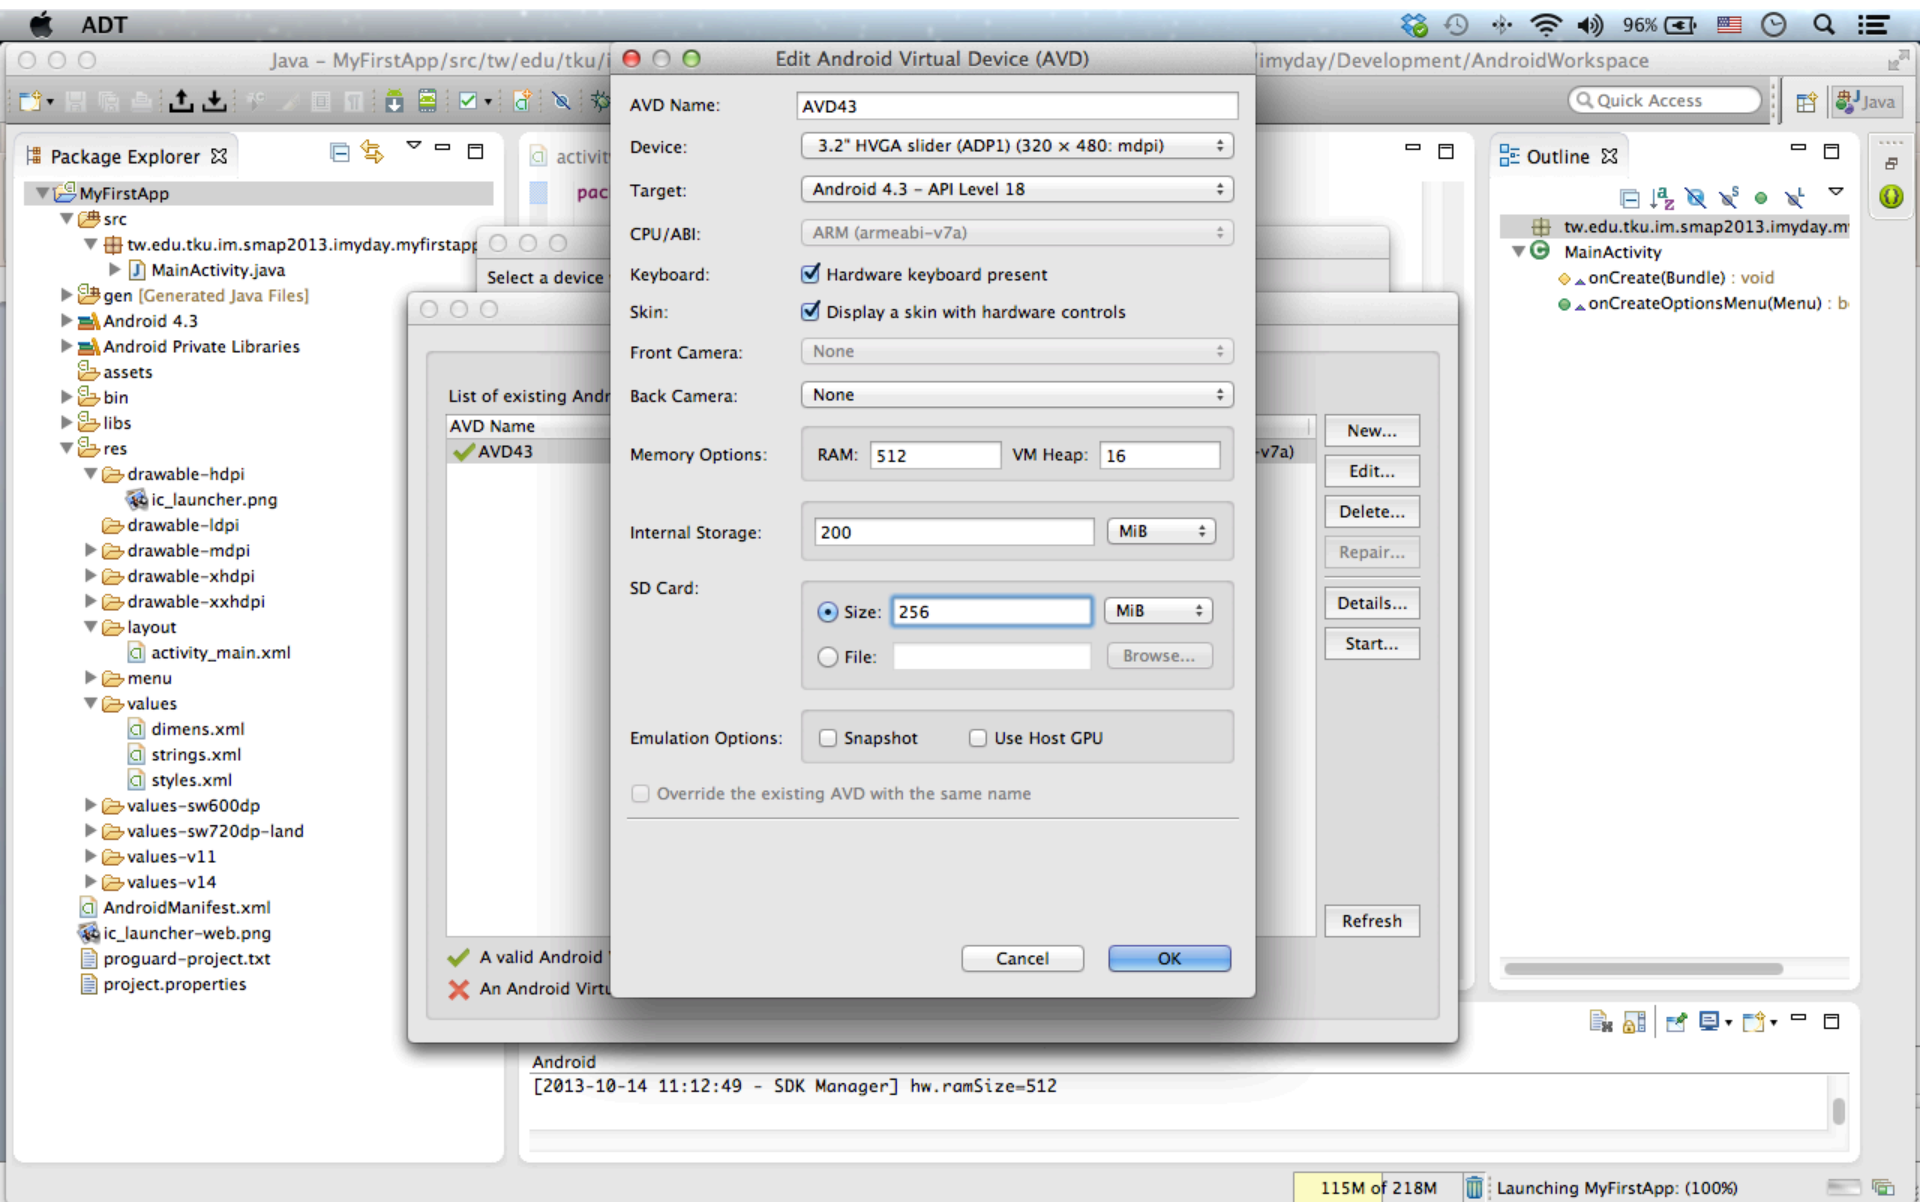 ADT
96%
Java – MyFirstApp/src/tw/edu/tku/i
Edit Android Virtual Device (AVD)
imyday/Development/AndroidWorkspace
Quick Access
Java
Package Explorer
MyFirstApp
src
tw.edu.tku.im.smap2013.imyday.myfirstapp
MainActivity.java
gen [Generated Java Files]
Android 4.3
Android Private Libraries
assets
bin
libs
res
drawable-hdpi
ic_launcher.png
drawable-ldpi
drawable-mdpi
drawable-xhdpi
drawable-xxhdpi
layout
activity_main.xml
menu
values
dimens.xml
strings.xml
styles.xml
values-sw600dp
values-sw720dp-land
values-v11
values-v14
AndroidManifest.xml
ic_launcher-web.png
proguard-project.txt
project.properties
activit
pac
Select a device
List of existing Andr
AVD Name
AVD43
-v7a)
A valid Android
An Android Virtu
New...
Edit...
Delete...
Repair...
Details...
Start...
Refresh
AVD Name: AVD43
Device: 3.2" HVGA slider (ADP1) (320 × 480: mdpi)
Target: Android 4.3 – API Level 18
CPU/ABI: ARM (armeabi-v7a)
Keyboard: Hardware keyboard present
Skin: Display a skin with hardware controls
Front Camera: None
Back Camera: None
Memory Options: RAM: 512 VM Heap: 16
Internal Storage: 200 MiB
SD Card:
Size: 256 MiB
File: Browse...
Emulation Options: Snapshot Use Host GPU
Override the existing AVD with the same name
Cancel OK
Outline
tw.edu.tku.im.smap2013.imyday.m
MainActivity
onCreate(Bundle) : void
onCreateOptionsMenu(Menu) : b
Android
[2013-10-14 11:12:49 - SDK Manager] hw.ramSize=512
115M of 218M
Launching MyFirstApp: (100%)